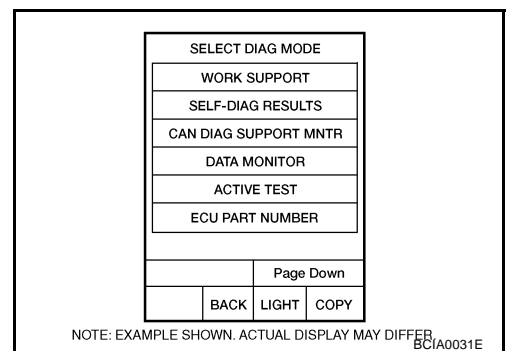 SELECT DIAG MODE
WORK SUPPORT
SELF-DIAG RESULTS
CAN DIAG SUPPORT MNTR
DATA MONITOR
ACTIVE TEST
ECU PART NUMBER
Page Down
BACK LIGHT COPY
NOTE: EXAMPLE SHOWN. ACTUAL DISPLAY MAY DIFFER
BCIA0031E